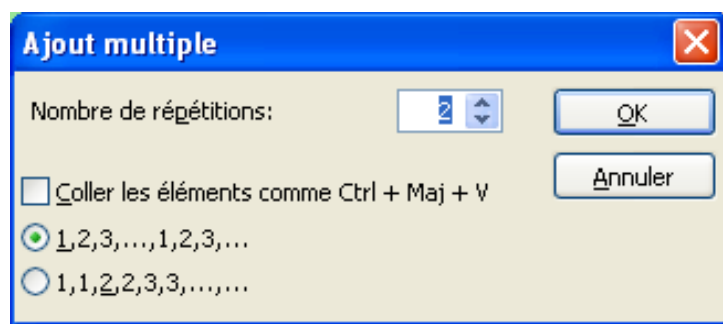 Ajout multiple
Nombre de répétitions: 2 OK
Annuler
Coller les éléments comme Ctrl + Maj + V
1,2,3,...,1,2,3,...
1,1,2,2,3,3,...,...